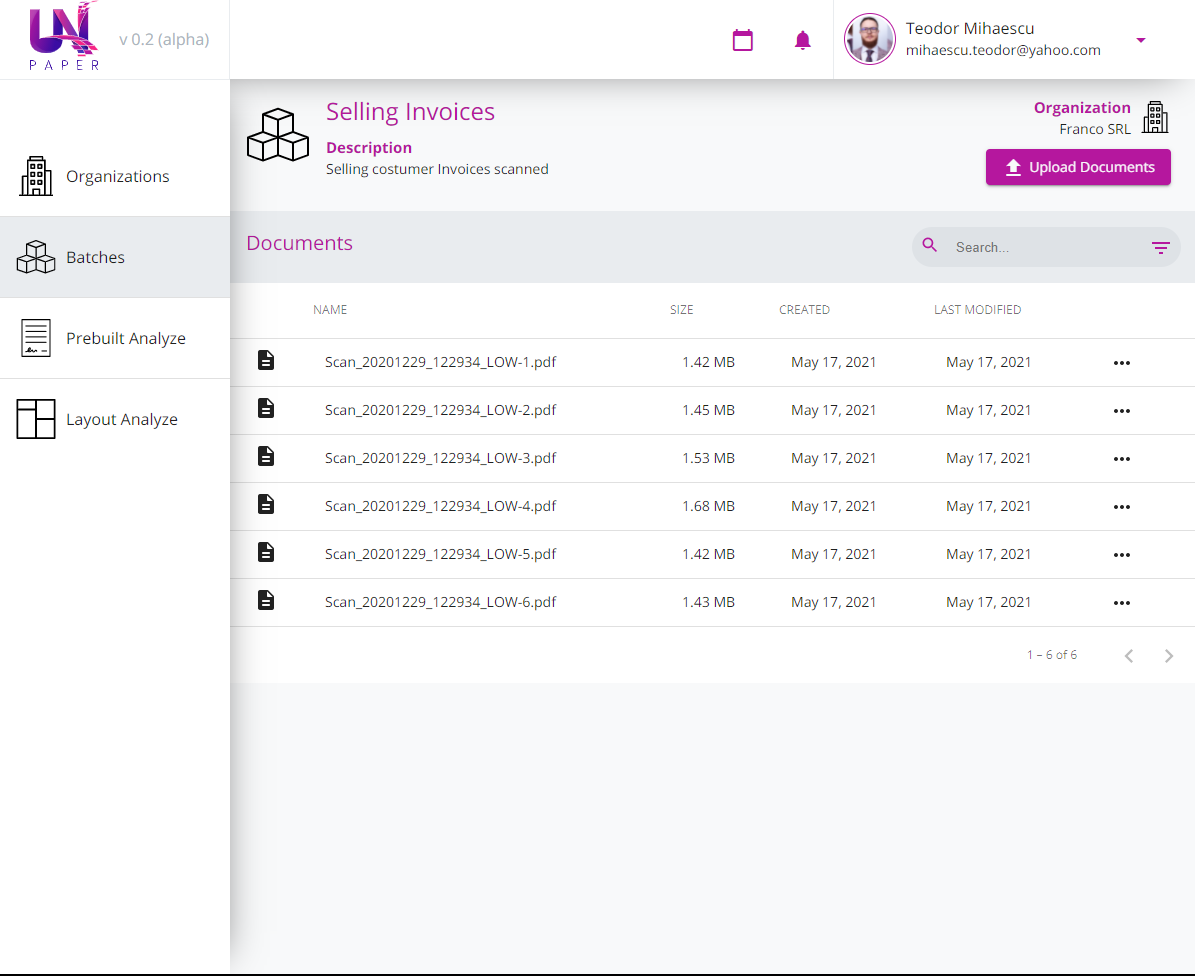 UN
PAPER
v 0.2 (alpha)
Teodor Mihaescu
mihaescu.teodor@yahoo.com
Organizations
Batches
Prebuilt Analyze
Layout Analyze
Selling Invoices
Description
Selling costumer Invoices scanned
Organization
Franco SRL
Upload Documents
Documents
Search...
NAME SIZE CREATED LAST MODIFIED
Scan_20201229_122934_LOW-1.pdf 1.42 MB May 17, 2021 May 17, 2021
Scan_20201229_122934_LOW-2.pdf 1.45 MB May 17, 2021 May 17, 2021
Scan_20201229_122934_LOW-3.pdf 1.53 MB May 17, 2021 May 17, 2021
Scan_20201229_122934_LOW-4.pdf 1.68 MB May 17, 2021 May 17, 2021
Scan_20201229_122934_LOW-5.pdf 1.42 MB May 17, 2021 May 17, 2021
Scan_20201229_122934_LOW-6.pdf 1.43 MB May 17, 2021 May 17, 2021
1 – 6 of 6